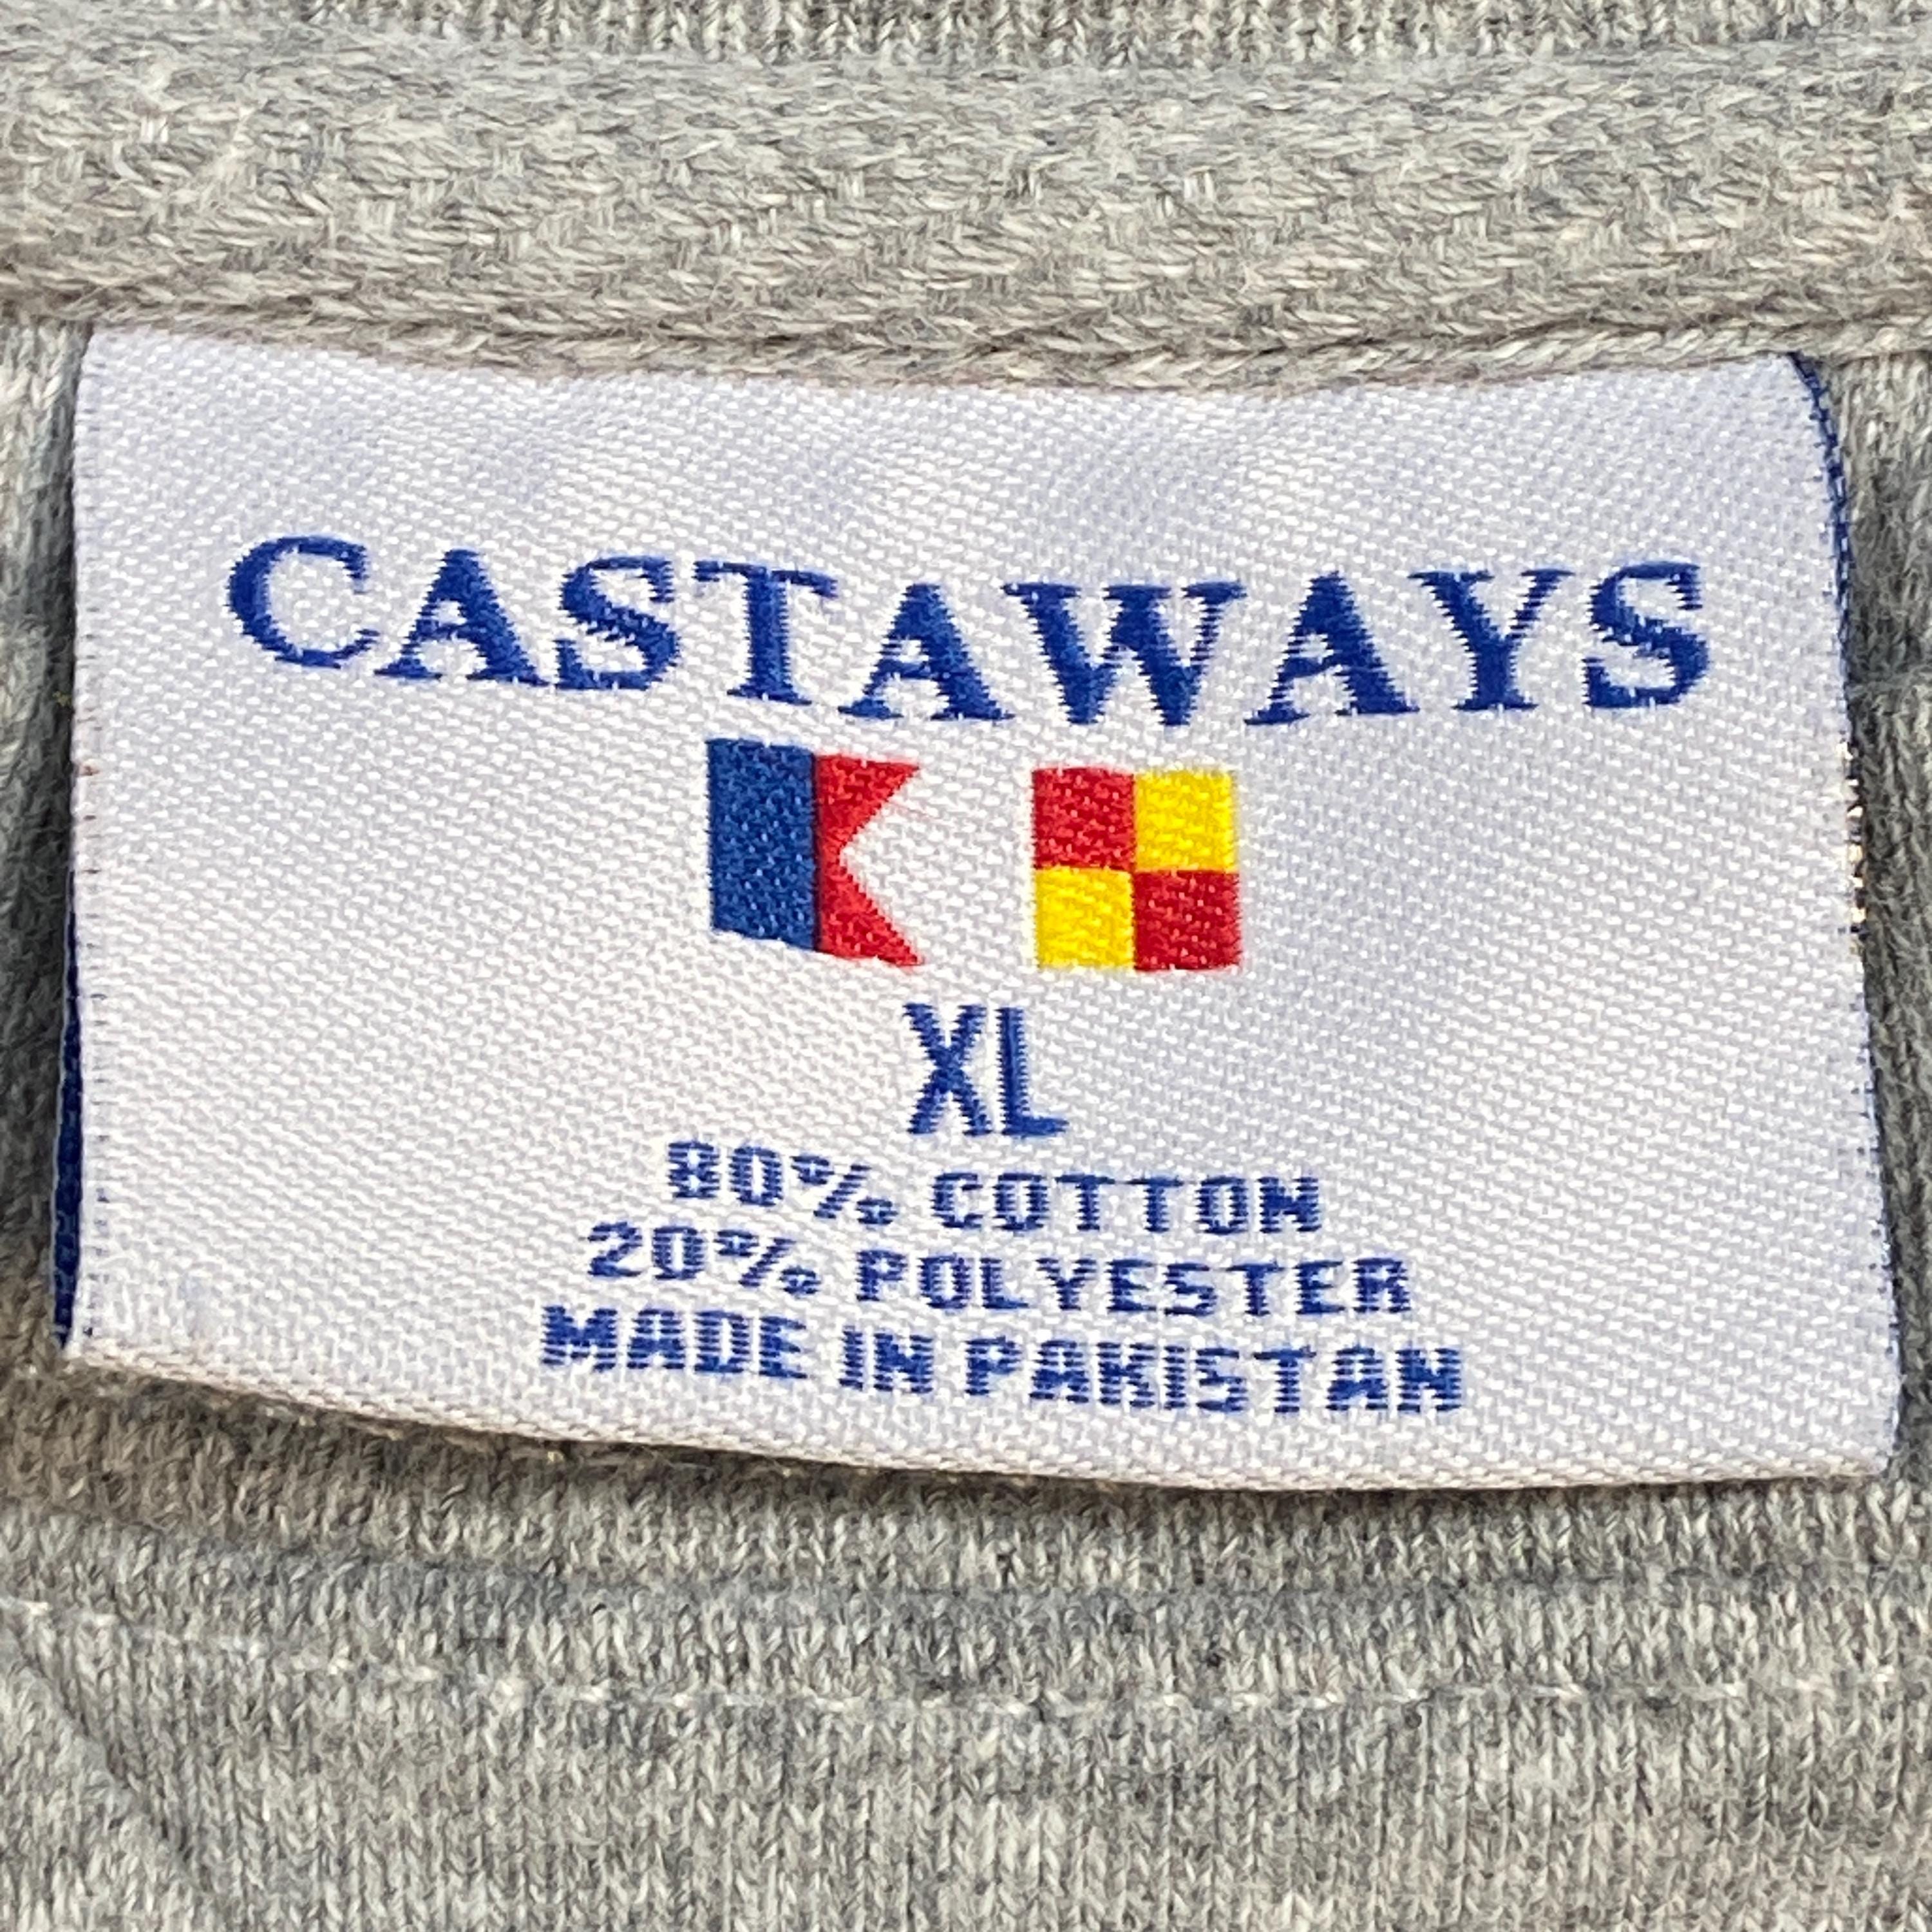 CASTAWAYS
XL
80% COTTON
20% POLYESTER
MADE IN PAKISTAN